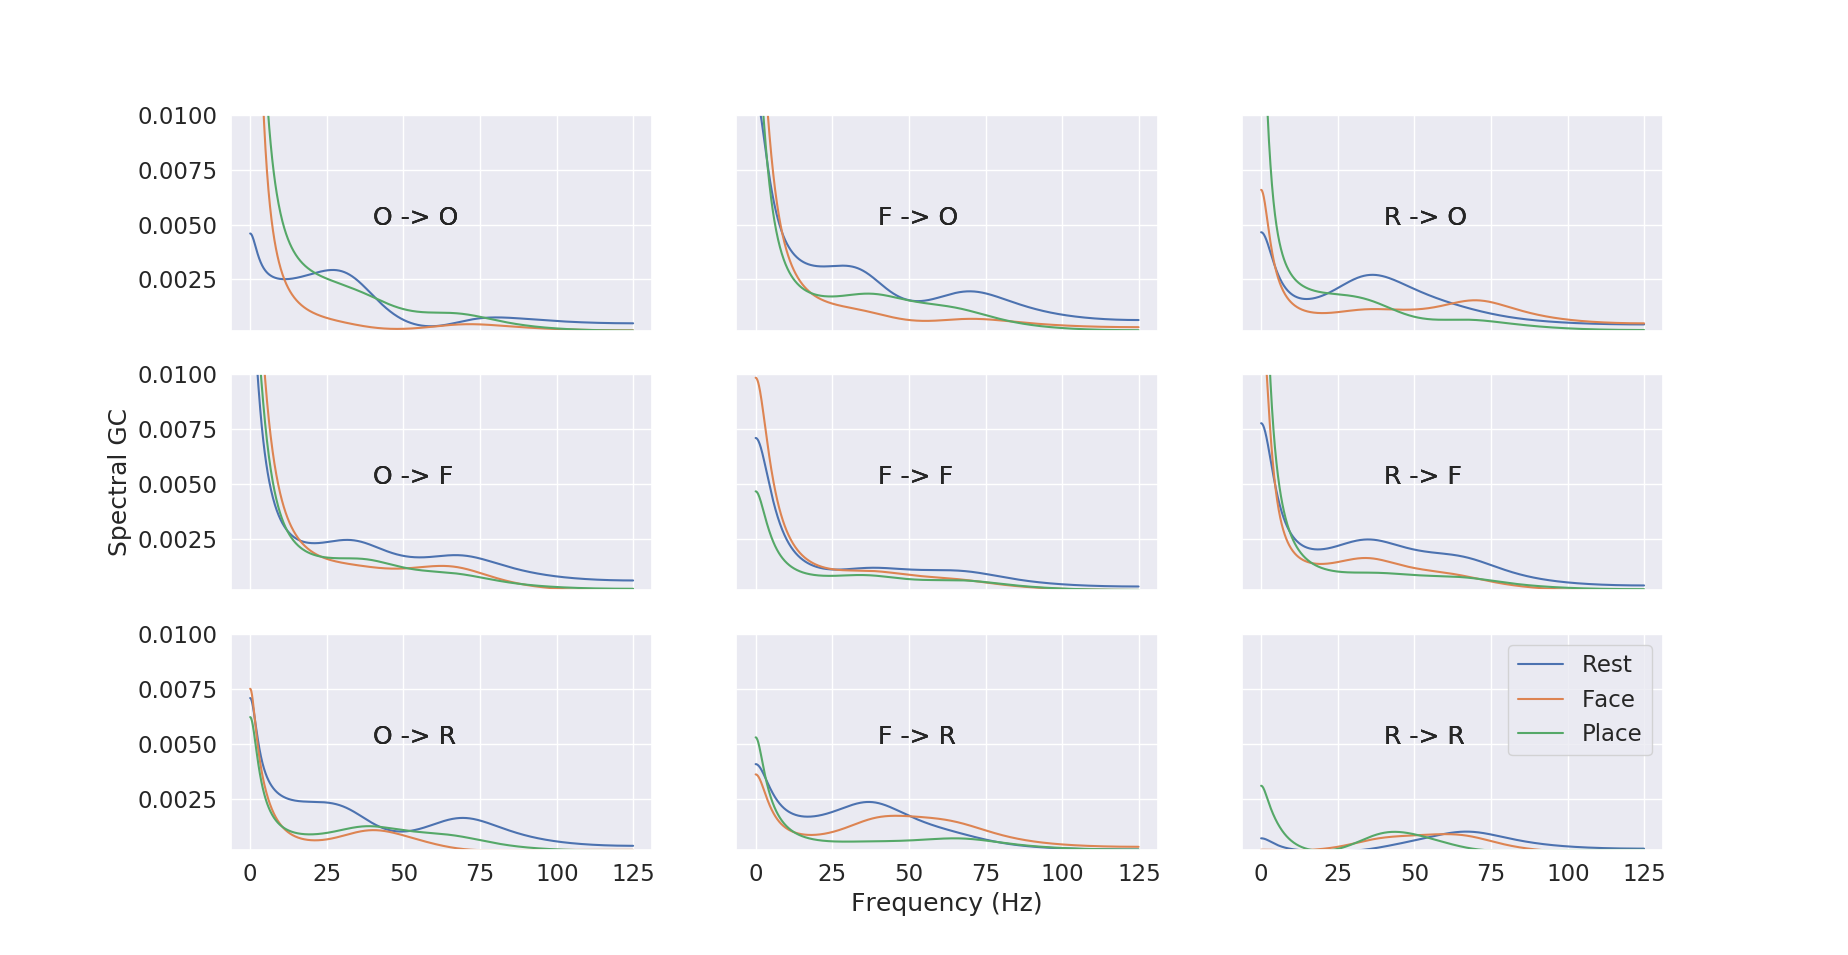 0.0100
0.0075
0.0050
0.0025
O -> O
F -> O
R -> O
0.0100
0.0075
0.0050
0.0025
Spectral GC
O -> F
F -> F
R -> F
0.0100
0.0075
0.0050
0.0025
O -> R
F -> R
R -> R
Rest
Face
Place
0 25 50 75 100 125
0 25 50 75 100 125
0 25 50 75 100 125
Frequency (Hz)